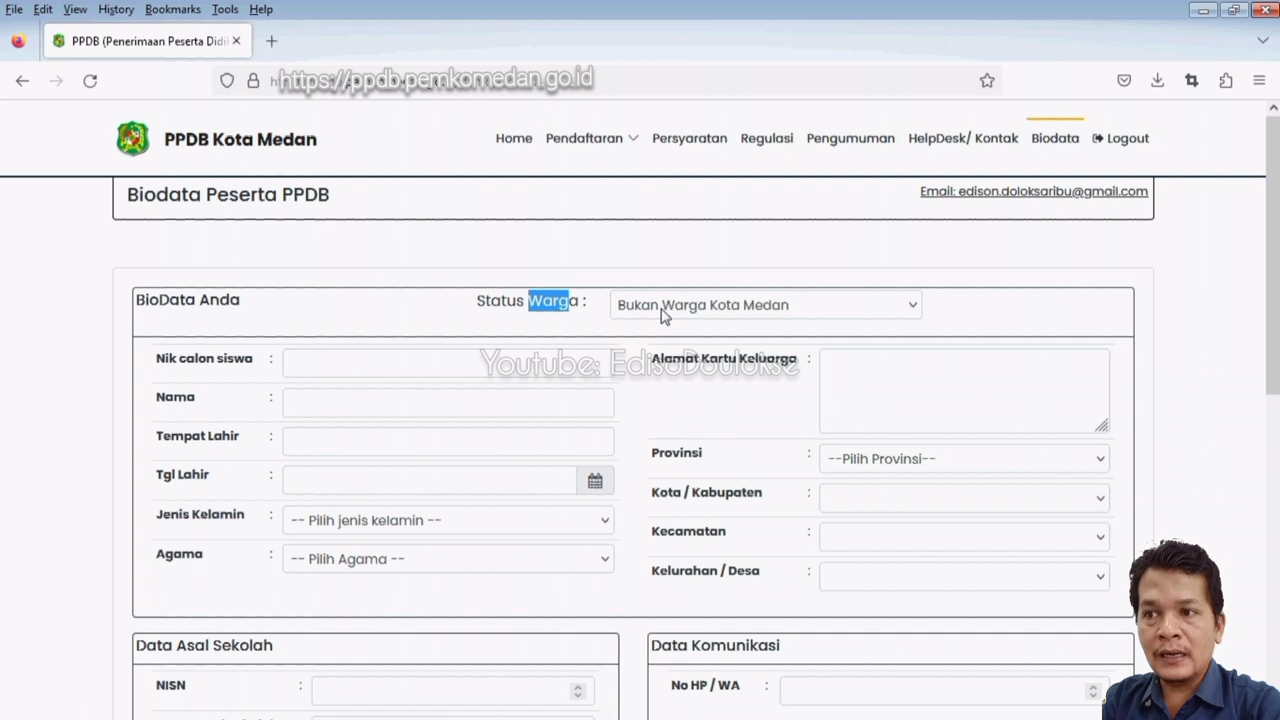 File Edit View History Bookmarks Tools Help
PPDB (Penerimaan Peserta Didi
https://ppdb.pemkomedan.go.id
PPDB Kota Medan
Home Pendaftaran Persyaratan Regulasi Pengumuman HelpDesk/ Kontak Biodata Logout
Biodata Peserta PPDB
Email: edison.doloksaribu@gmail.com
BioData Anda
Status Warga :
Bukan Warga Kota Medan
Youtube: EdisoDoulokse
Nik calon siswa :
Nama :
Tempat Lahir :
Tgl Lahir :
Jenis Kelamin : -- Pilih jenis kelamin --
Agama : -- Pilih Agama --
Alamat Kartu Keluarga :
Provinsi : --Pilih Provinsi--
Kota / Kabupaten :
Kecamatan :
Kelurahan / Desa :
Data Asal Sekolah
NISN :
Data Komunikasi
No HP / WA :